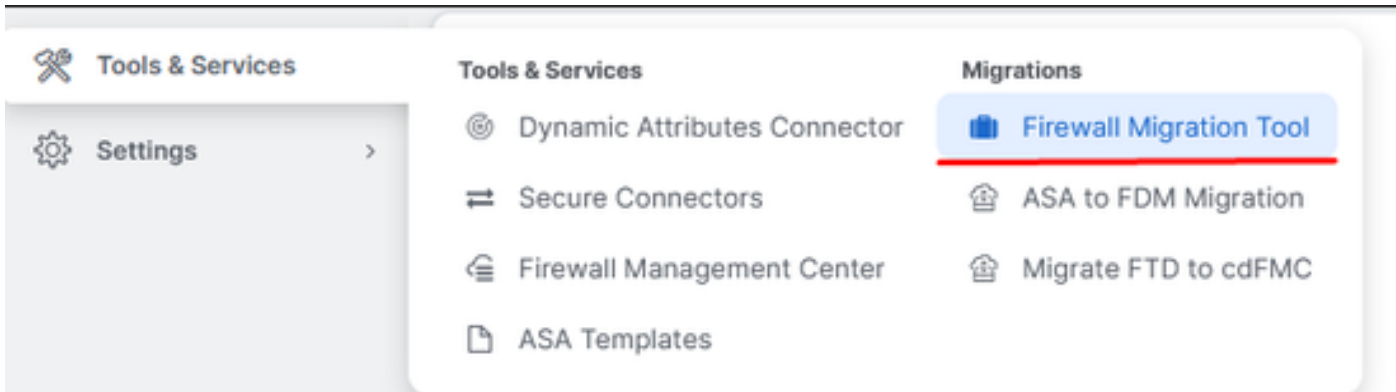 Tools & Services
Settings
Tools & Services
Dynamic Attributes Connector
Secure Connectors
Firewall Management Center
ASA Templates
Migrations
Firewall Migration Tool
ASA to FDM Migration
Migrate FTD to cdFMC